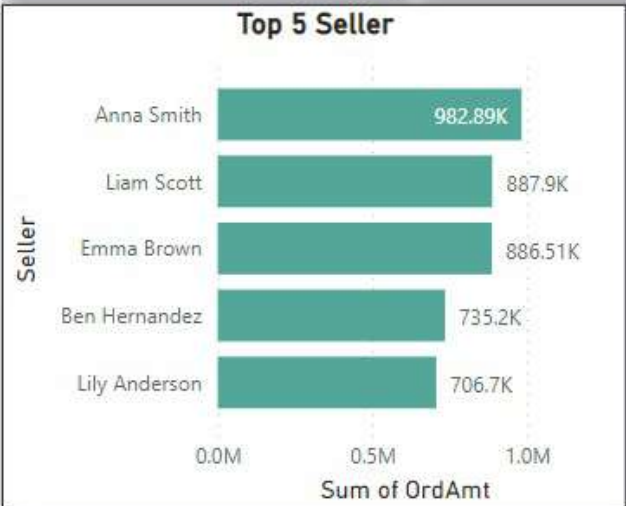 Top 5 Seller
Anna Smith 982.89K
Liam Scott 887.9K
Emma Brown 886.51K
Ben Hernandez 735.2K
Lily Anderson 706.7K
Seller
0.0M 0.5M 1.0M
Sum of OrdAmt